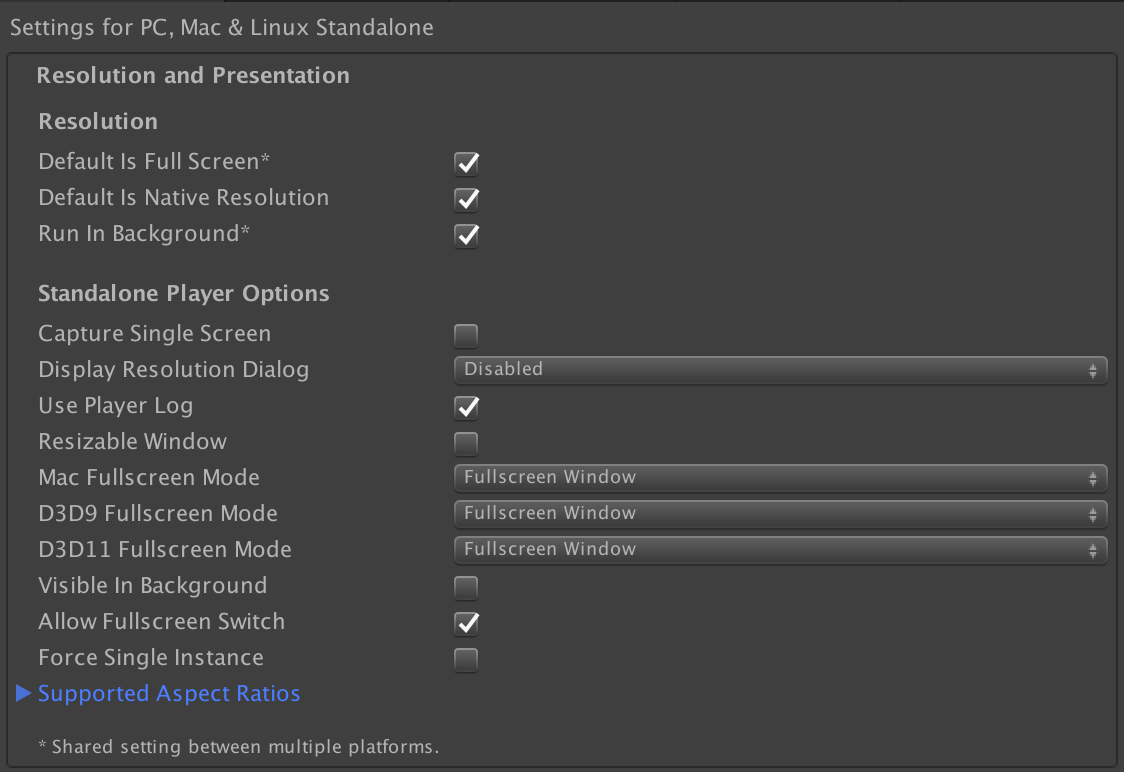 Settings for PC, Mac & Linux Standalone
Resolution and Presentation
Resolution
Default Is Full Screen*
Default Is Native Resolution
Run In Background*
Standalone Player Options
Capture Single Screen
Display Resolution Dialog Disabled
Use Player Log
Resizable Window
Mac Fullscreen Mode Fullscreen Window
D3D9 Fullscreen Mode Fullscreen Window
D3D11 Fullscreen Mode Fullscreen Window
Visible In Background
Allow Fullscreen Switch
Force Single Instance
Supported Aspect Ratios
* Shared setting between multiple platforms.